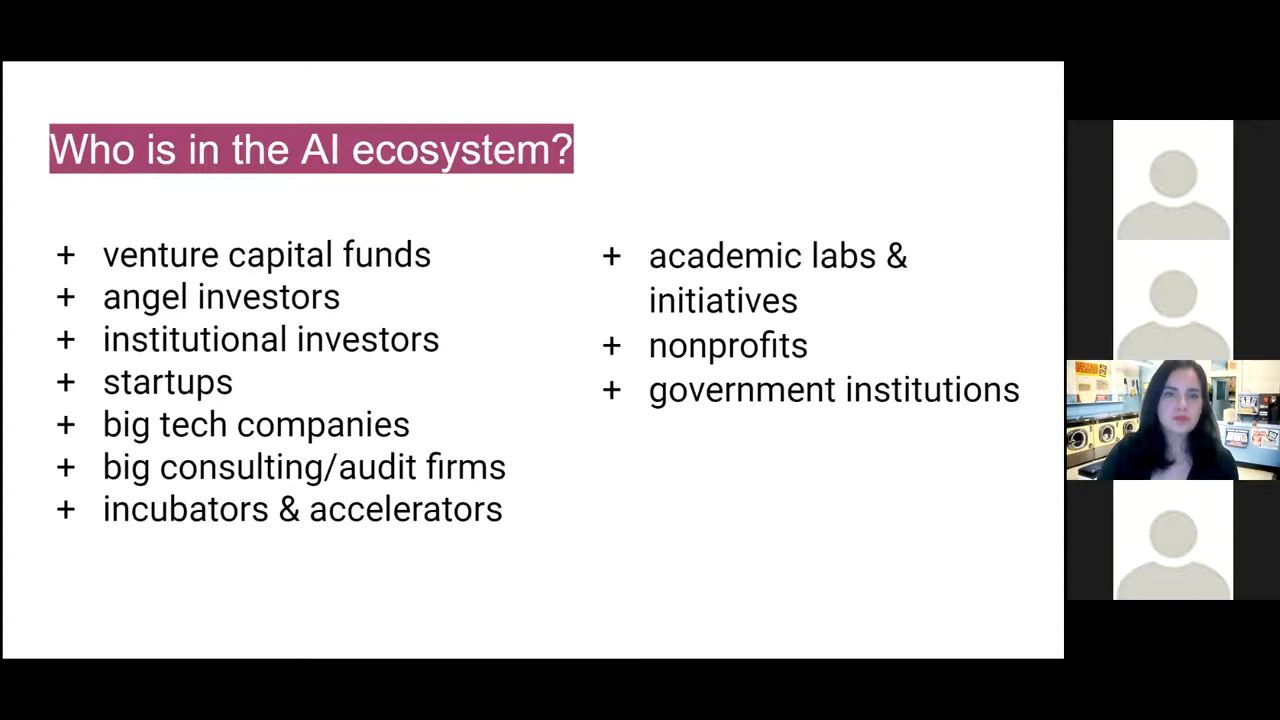 Who is in the AI ecosystem?
+ venture capital funds
+ angel investors
+ institutional investors
+ startups
+ big tech companies
+ big consulting/audit firms
+ incubators & accelerators
+ academic labs &
initiatives
+ nonprofits
+ government institutions